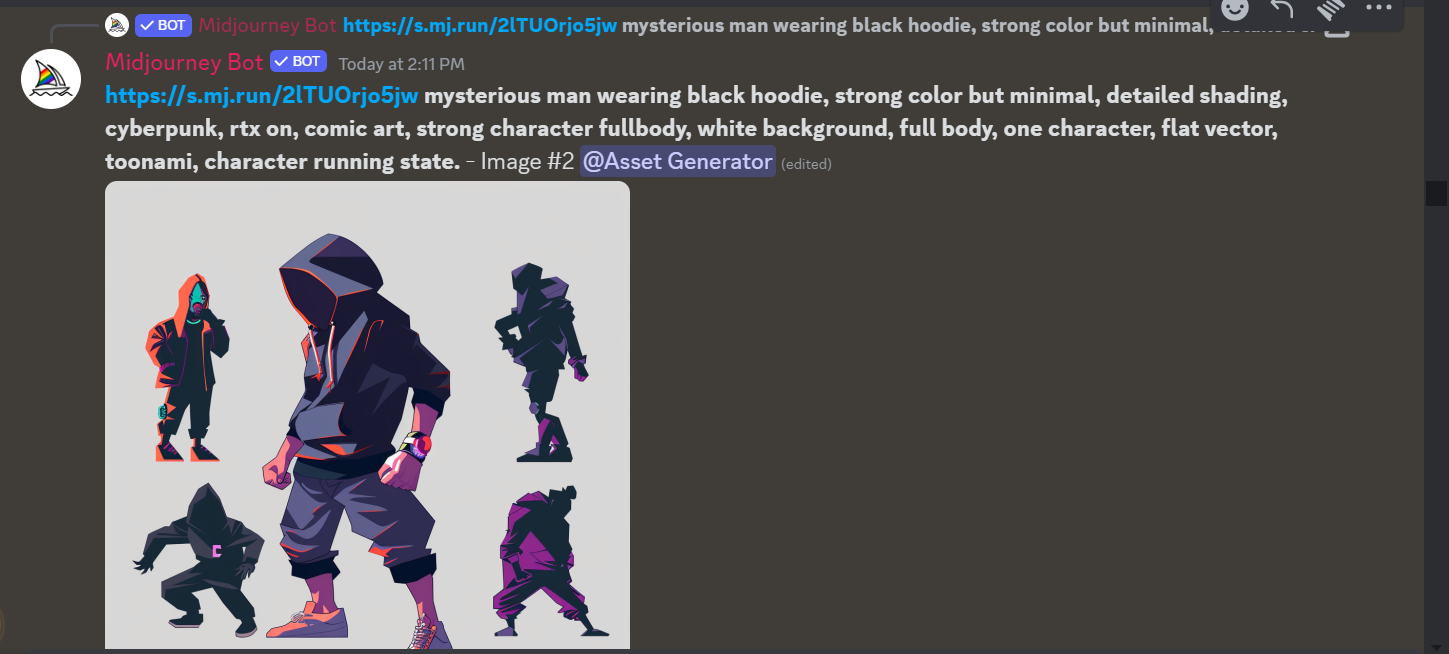 BOT Midjourney Bot https://s.mj.run/2lTUOrjo5jw mysterious man wearing black hoodie, strong color but minimal,
Midjourney Bot BOT Today at 2:11 PM
https://s.mj.run/2lTUOrjo5jw mysterious man wearing black hoodie, strong color but minimal, detailed shading,
cyberpunk, rtx on, comic art, strong character fullbody, white background, full body, one character, flat vector,
toonami, character running state. - Image #2 @Asset Generator (edited)